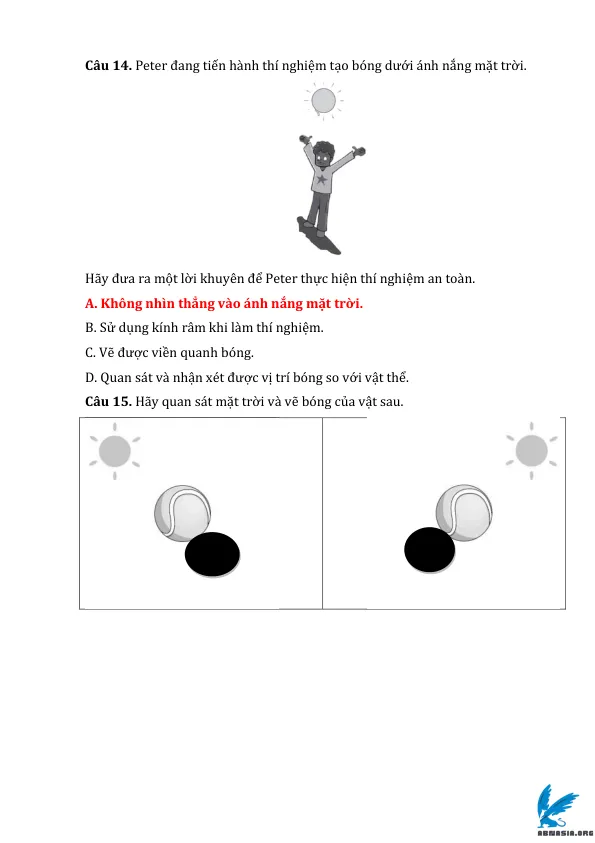 Câu 14. Peter đang tiến hành thí nghiệm tạo bóng dưới ánh nắng mặt trời.
Hãy đưa ra một lời khuyên để Peter thực hiện thí nghiệm an toàn.
A. Không nhìn thẳng vào ánh nắng mặt trời.
B. Sử dụng kính râm khi làm thí nghiệm.
C. Vẽ được viền quanh bóng.
D. Quan sát và nhận xét được vị trí bóng so với vật thể.
Câu 15. Hãy quan sát mặt trời và vẽ bóng của vật sau.
ABNASIA.ORG